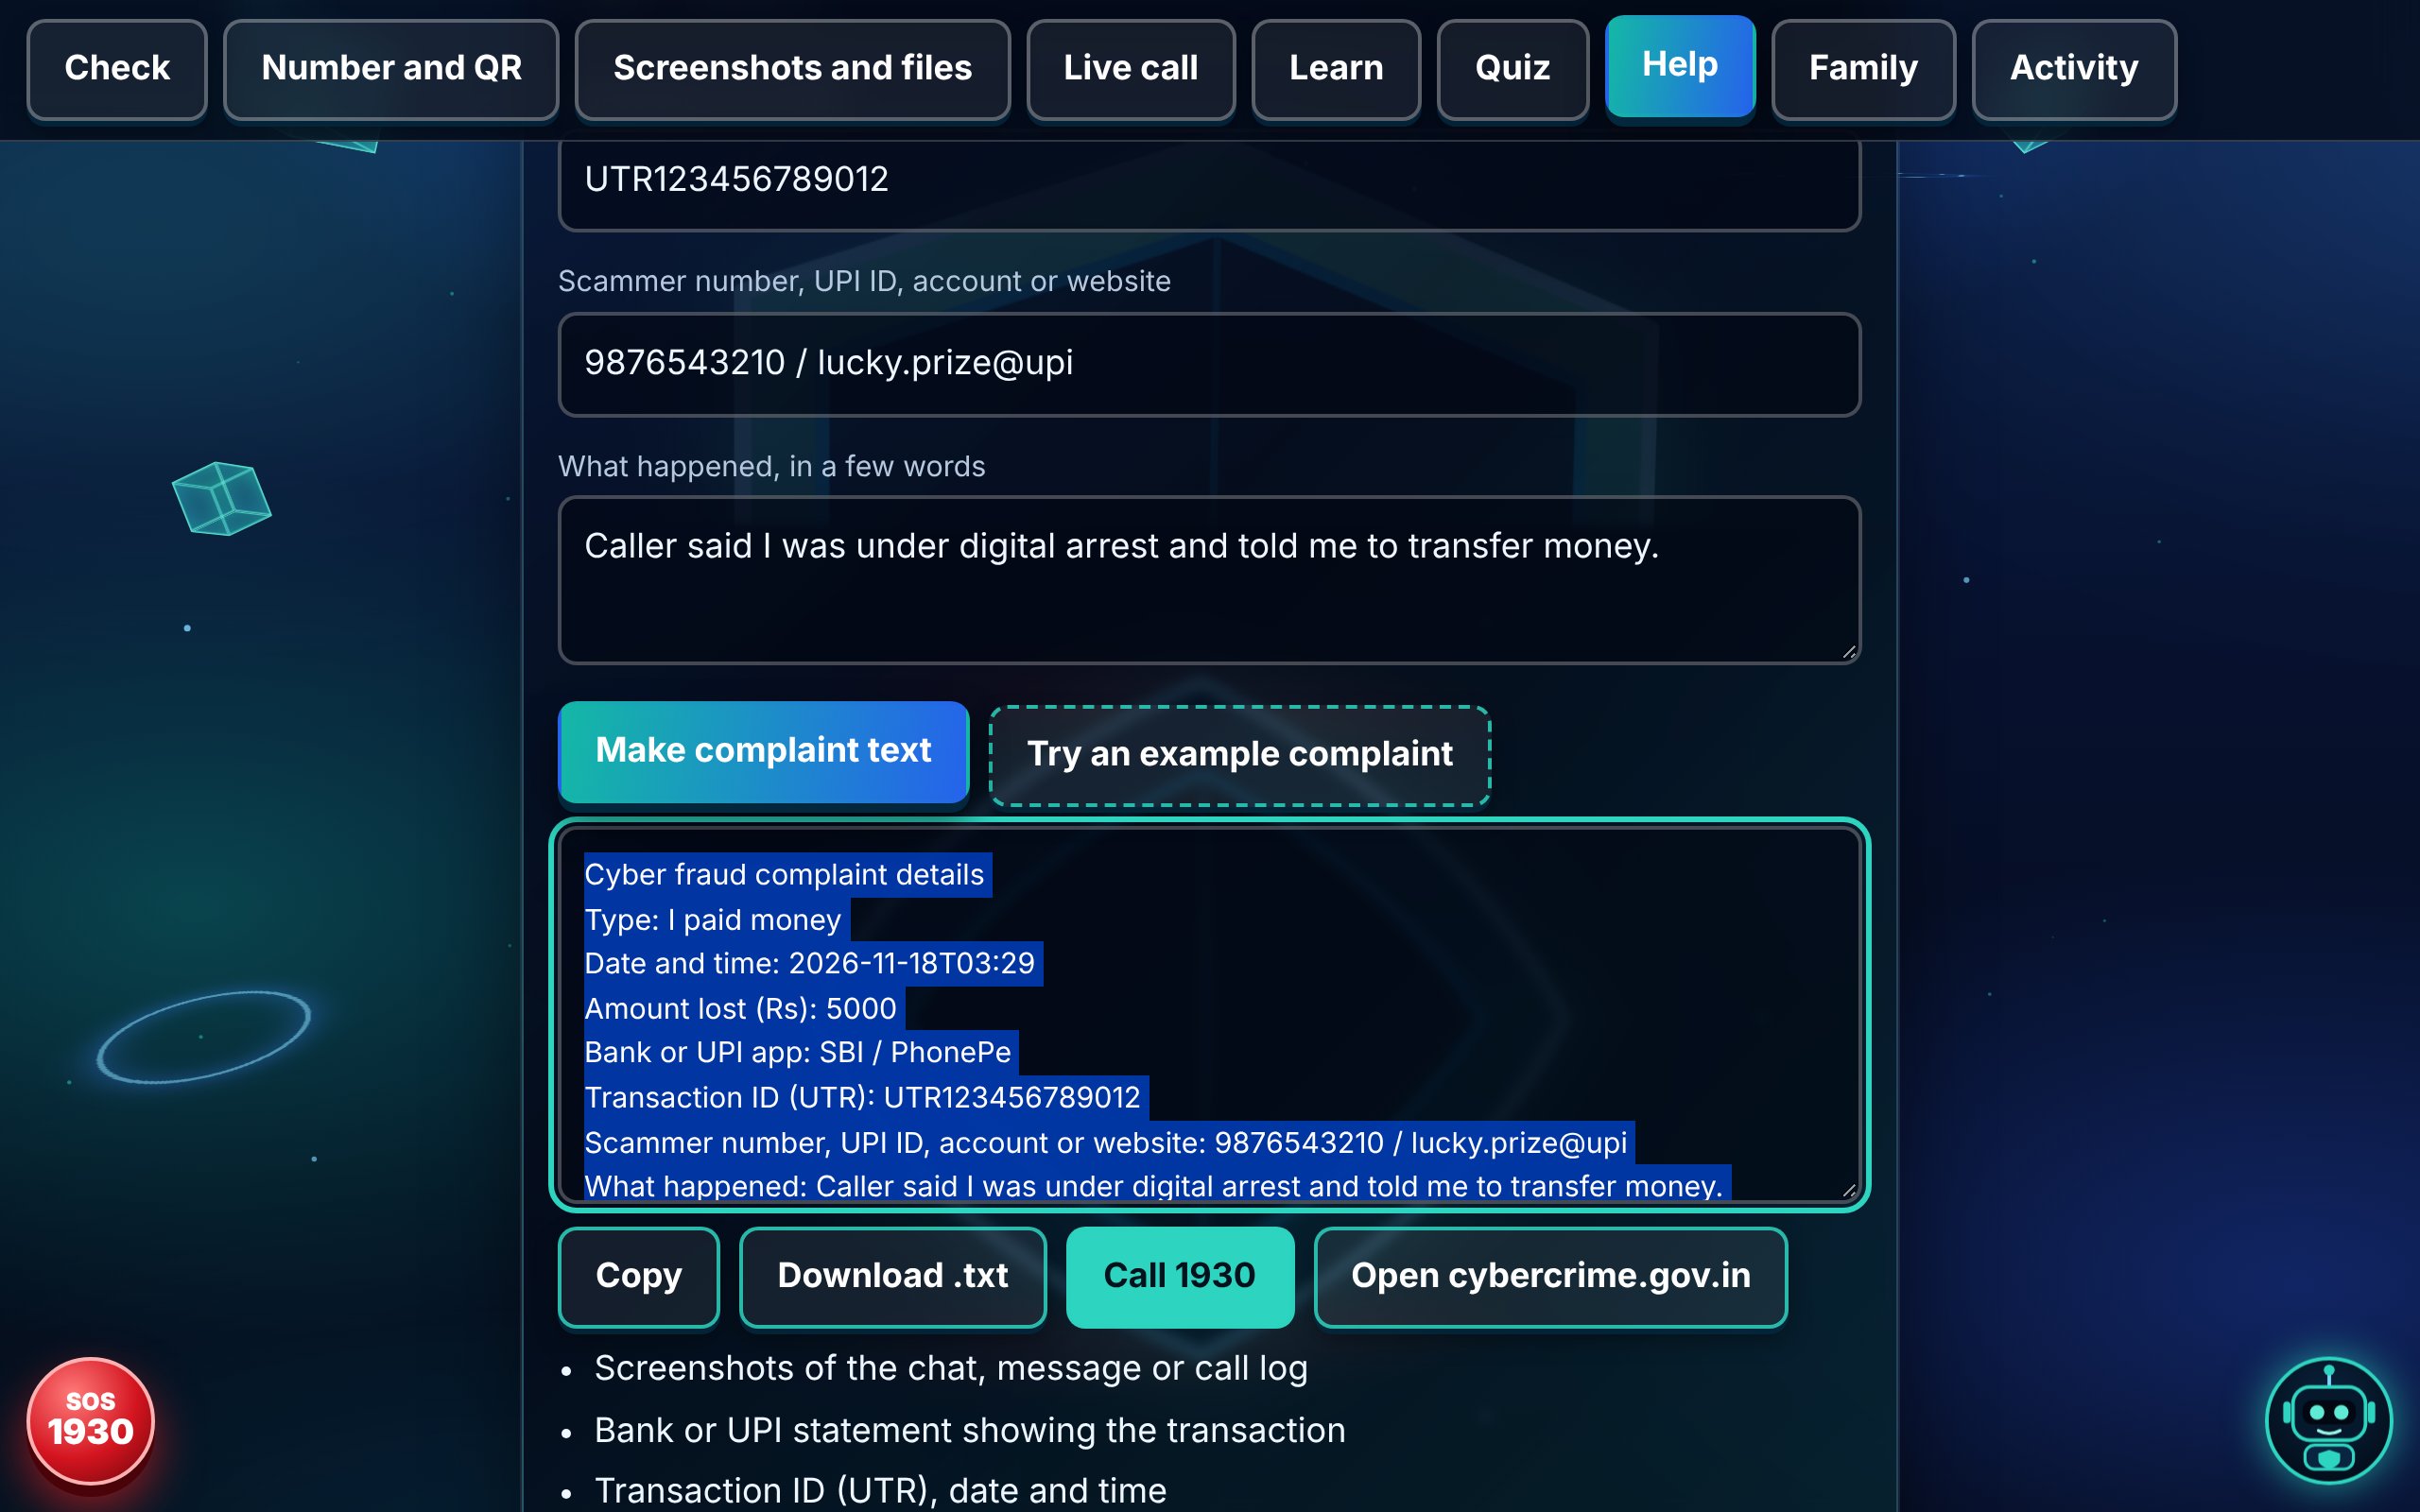 Check
Number and QR
Screenshots and files
Live call
Learn
Quiz
Help
Family
Activity
UTR123456789012
Scammer number, UPI ID, account or website
9876543210 / lucky.prize@upi
What happened, in a few words
Caller said I was under digital arrest and told me to transfer money.
Make complaint text
Try an example complaint
Cyber fraud complaint details
Type: I paid money
Date and time: 2026-11-18T03:29
Amount lost (Rs): 5000
Bank or UPI app: SBI / PhonePe
Transaction ID (UTR): UTR123456789012
Scammer number, UPI ID, account or website: 9876543210 / lucky.prize@upi
What happened: Caller said I was under digital arrest and told me to transfer money.
Copy
Download .txt
Call 1930
Open cybercrime.gov.in
• Screenshots of the chat, message or call log
• Bank or UPI statement showing the transaction
• Transaction ID (UTR), date and time
SOS
1930